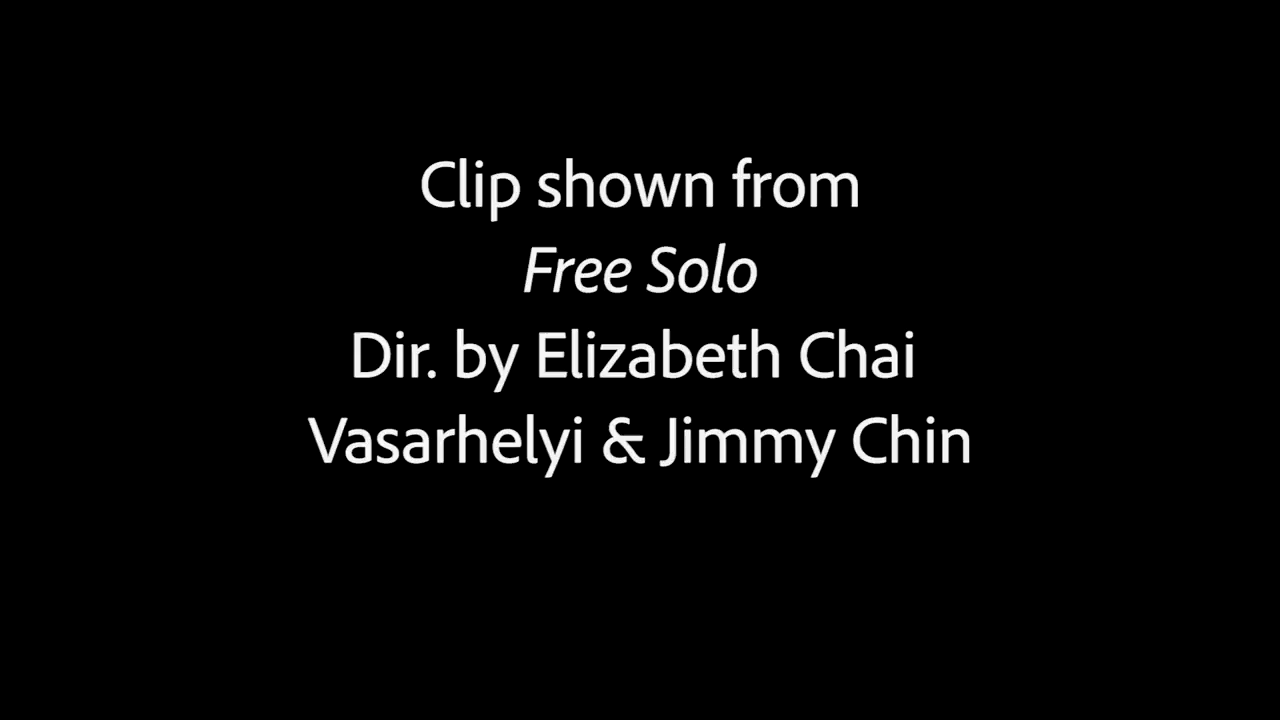 Clip shown from
Free Solo
Dir. by Elizabeth Chai
Vasarhelyi & Jimmy Chin